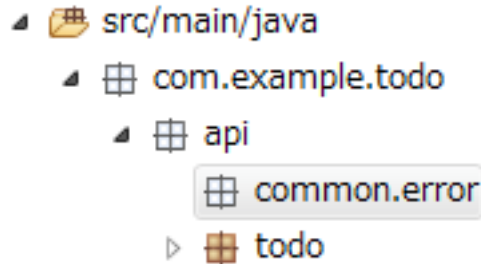 src/main/java
com.example.todo
api
common.error
todo